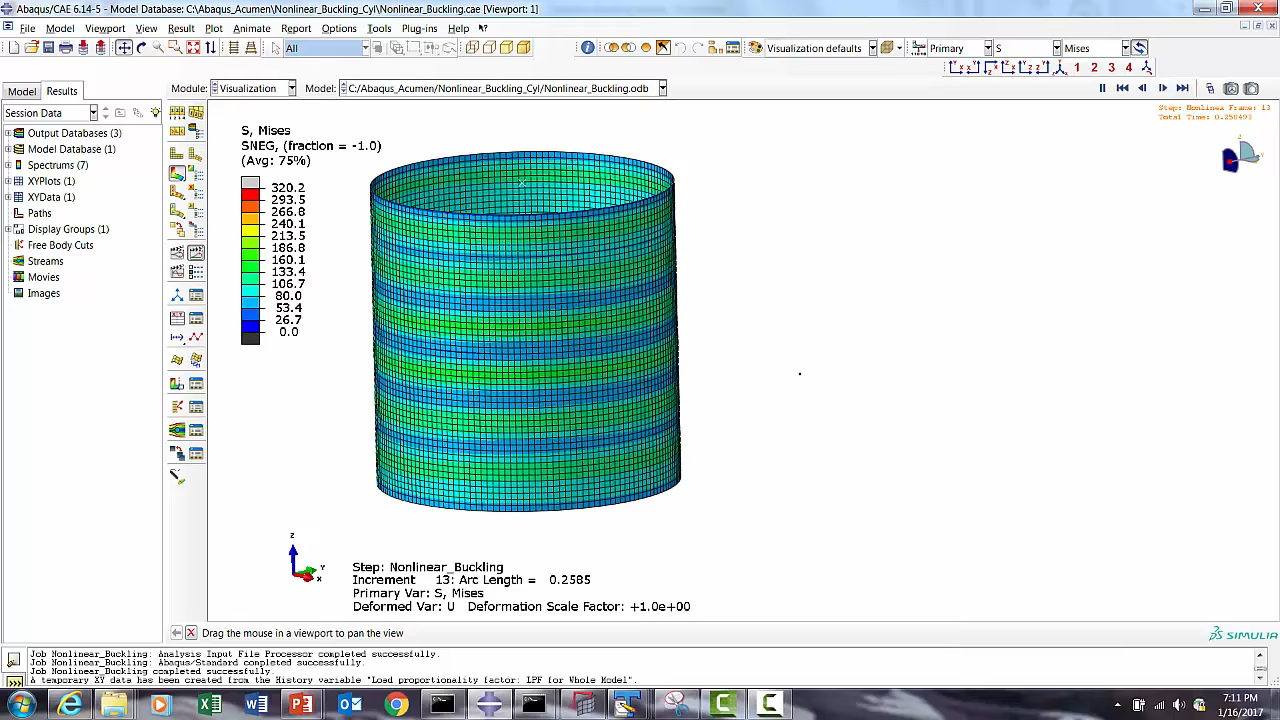 Abaqus/CAE 6.14-5 - Model Database: C:/Abaqus_Acumen/Nonlinear_Buckling_Cyl/Nonlinear_Buckling.cae [Viewport: 1]
File Model Viewport View Result Plot Animate Report Options Tools Plug-ins Help
All Visualization defaults Primary S Mises
1 2 3 4
Model Results Module: Visualization Model: C:/Abaqus_Acumen/Nonlinear_Buckling_Cyl/Nonlinear_Buckling.odb
Session Data
Output Databases (3)
Model Database (1)
Spectrums (7)
XYPlots (1)
XYData (1)
Paths
Display Groups (1)
Free Body Cuts
Streams
Movies
Images
Step: Nonlinea Frame: 13
Total Time: 0.258493
S, Mises
SNEG, (fraction = -1.0)
(Avg: 75%)
320.2
293.5
266.8
240.1
213.5
186.8
160.1
133.4
106.7
80.0
53.4
26.7
0.0
Z
Y
X
Step: Nonlinear_Buckling
Increment 13: Arc Length = 0.2585
Primary Var: S, Mises
Deformed Var: U Deformation Scale Factor: +1.0e+00
Drag the mouse in a viewport to pan the view
SIMULIA
Job Nonlinear_Buckling: Analysis Input File Processor completed successfully.
Job Nonlinear_Buckling: Abaqus/Standard completed successfully.
Job Nonlinear_Buckling completed successfully.
A temporary XY data has been created from the History variable "Load proportionality factor: LPF for Whole Model".
7:11 PM
1/16/2017